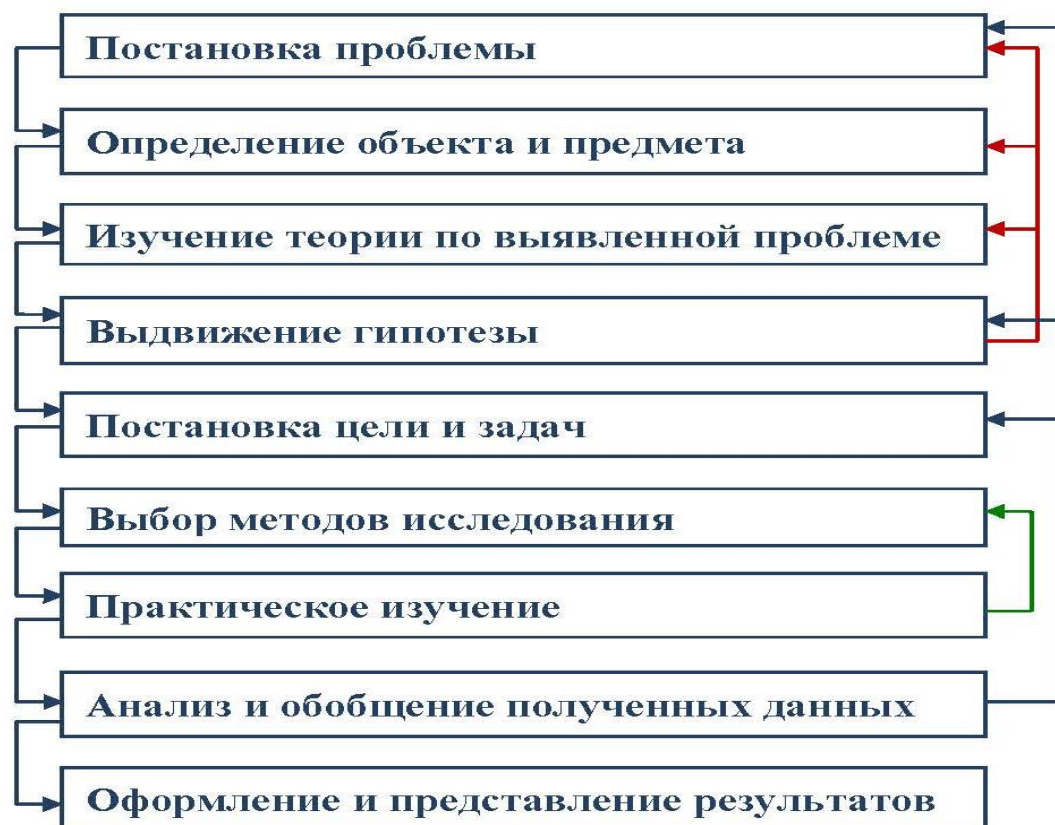 Постановка проблемы
Определение объекта и предмета
Изучение теории по выявленной проблеме
Выдвижение гипотезы
Постановка цели и задач
Выбор методов исследования
Практическое изучение
Анализ и обобщение полученных данных
Оформление и представление результатов